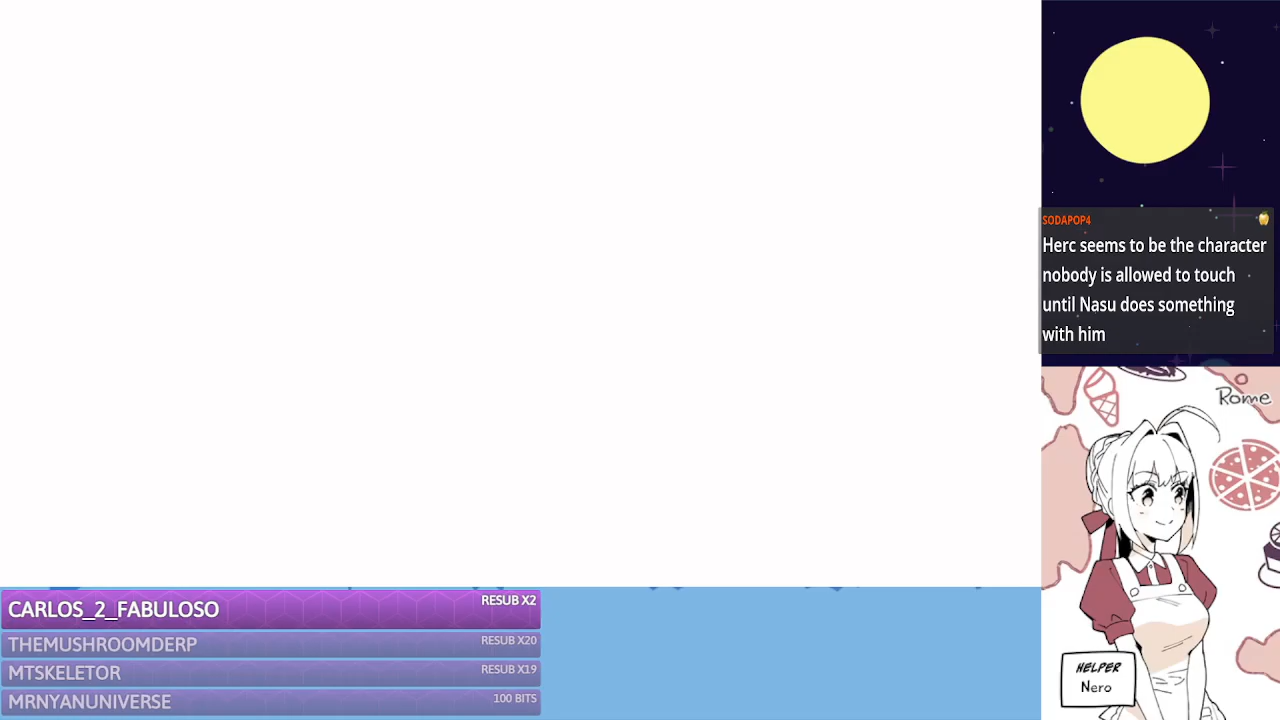 SODAPOP4
Herc seems to be the character
nobody is allowed to touch
until Nasu does something
with him
Rome
HELPER
Nero
CARLOS_2_FABULOSO RESUB X2
THEMUSHROOMDERP RESUB X20
MTSKELETOR RESUB X19
MRNYANUNIVERSE 100 BITS